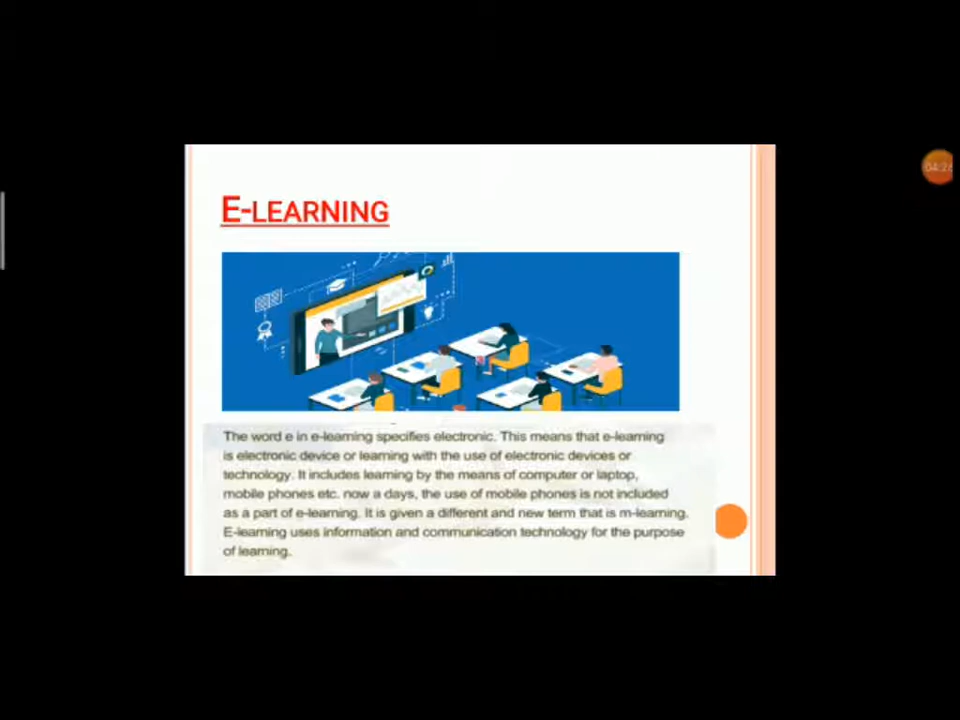 E-LEARNING
The word e in e-learning specifies electronic. This means that e-learning
is electronic device or learning with the use of electronic devices or
technology. It includes learning by the means of computer or laptop,
mobile phones etc. now a days, the use of mobile phones is not included
as a part of e-learning. It is given a different and new term that is m-learning.
E-learning uses information and communication technology for the purpose
of learning.